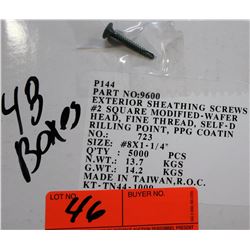 P144
PART NO:9600
EXTERIOR SHEATHING SCREWS
#2 SQUARE MODIFIED-WAFER
HEAD, FINE THREAD, SELF-D
RILLING POINT, PPG COATIN
NO.: 723
SIZE: #8X1-1/4"
Q'TY : 5000 PCS
N.WT.: 13.7 KGS
G.WT.: 14.2 KGS
MADE IN TAIWAN,R.O.C.
KT-TN44-1009
4B
Boxes
LOT NO. 46
BUYER NO.